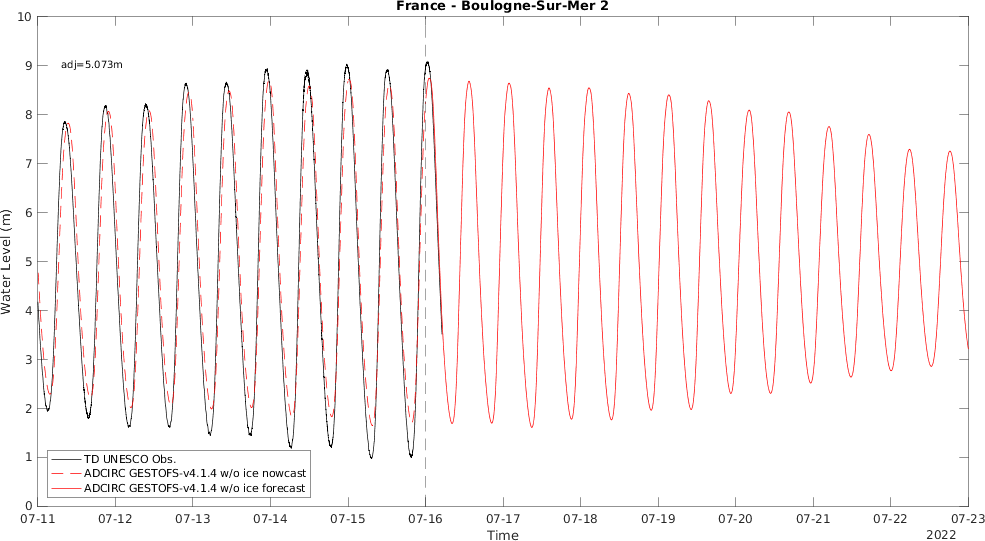 France - Boulogne-Sur-Mer 2
adj=5.073m
10
9
8
7
6
5
4
3
2
1
0
Water Level (m)
TD UNESCO Obs.
ADCIRC GESTOFS-v4.1.4 w/o ice nowcast
ADCIRC GESTOFS-v4.1.4 w/o ice forecast
07-11 07-12 07-13 07-14 07-15 07-16 07-17 07-18 07-19 07-20 07-21 07-22 07-23
Time
2022